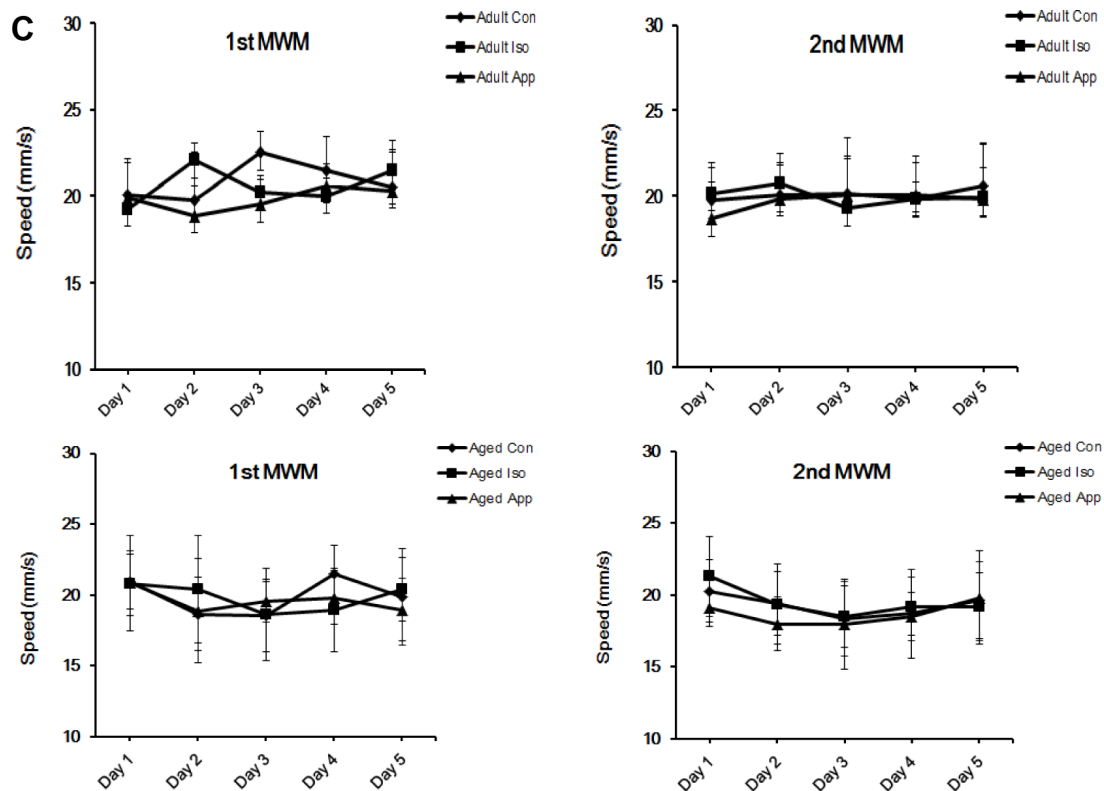 C
1st MWM
Adult Con
Adult Iso
Adult App
Speed (mm/s)
30
25
20
15
10
Day 1
Day 2
Day 3
Day 4
Day 5
2nd MWM
Adult Con
Adult Iso
Adult App
Speed (mm/s)
30
25
20
15
10
Day 1
Day 2
Day 3
Day 4
Day 5
1st MWM
Aged Con
Aged Iso
Aged App
Speed (mm/s)
30
25
20
15
10
Day 1
Day 2
Day 3
Day 4
Day 5
2nd MWM
Aged Con
Aged Iso
Aged App
Speed (mm/s)
30
25
20
15
10
Day 1
Day 2
Day 3
Day 4
Day 5